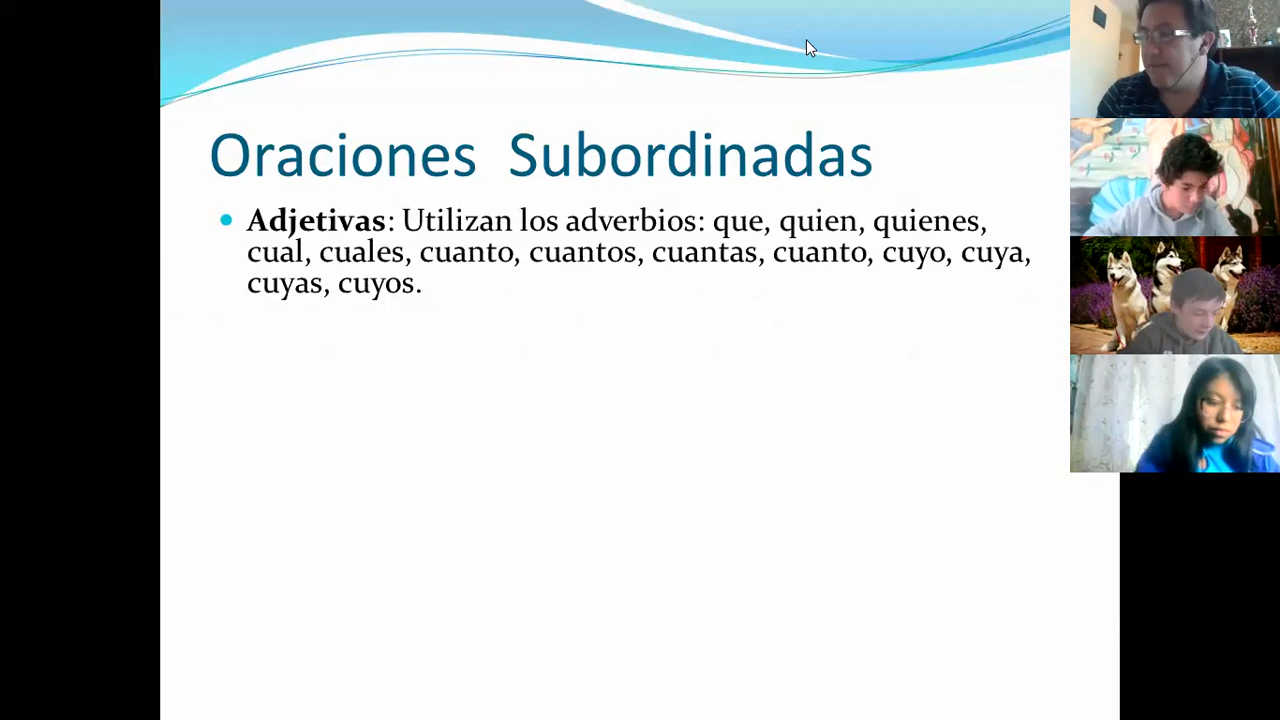 Oraciones Subordinadas
Adjetivas: Utilizan los adverbios: que, quien, quienes,
cual, cuales, cuanto, cuantos, cuantas, cuanto, cuyo, cuya,
cuyas, cuyos.